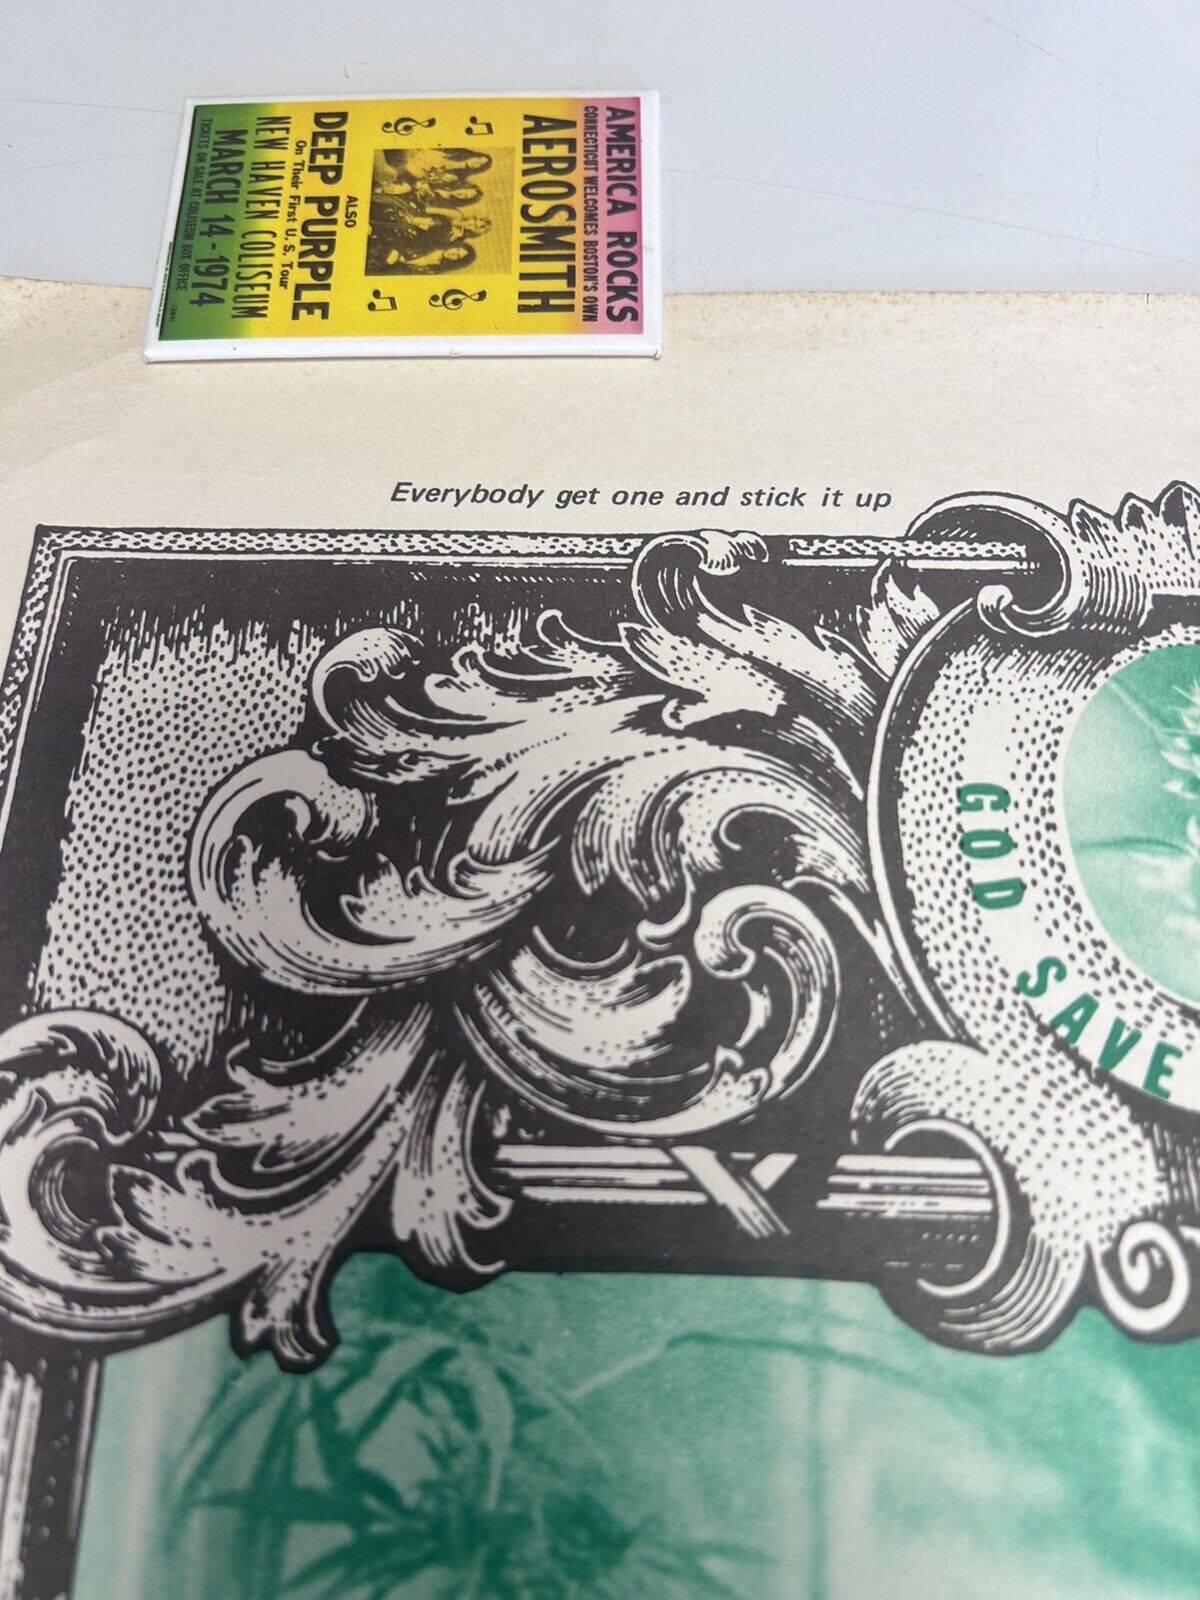 AMERICA ROCKS
CONNECTICUT WELCOMES BOSTON'S OWN
AEROSMITH
ALSO
DEEP PURPLE
On Their First U.S. Tour
NEW HAVEN COLISEUM
MARCH 14 - 1974
TICKETS ON SALE AT COLISEUM BOX OFFICE
Everybody get one and stick it up
GOD SAVE